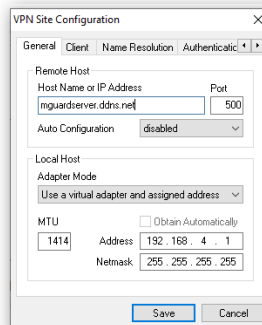 VPN Site Configuration
General Client Name Resolution Authenticatic
Remote Host
Host Name or IP Address Port
mguardserver.ddns.net 500
Auto Configuration disabled
Local Host
Adapter Mode
Use a virtual adapter and assigned address
MTU Obtain Automatically
1414 Address 192 . 168 . 4 . 1
Netmask 255 . 255 . 255 . 255
Save Cancel